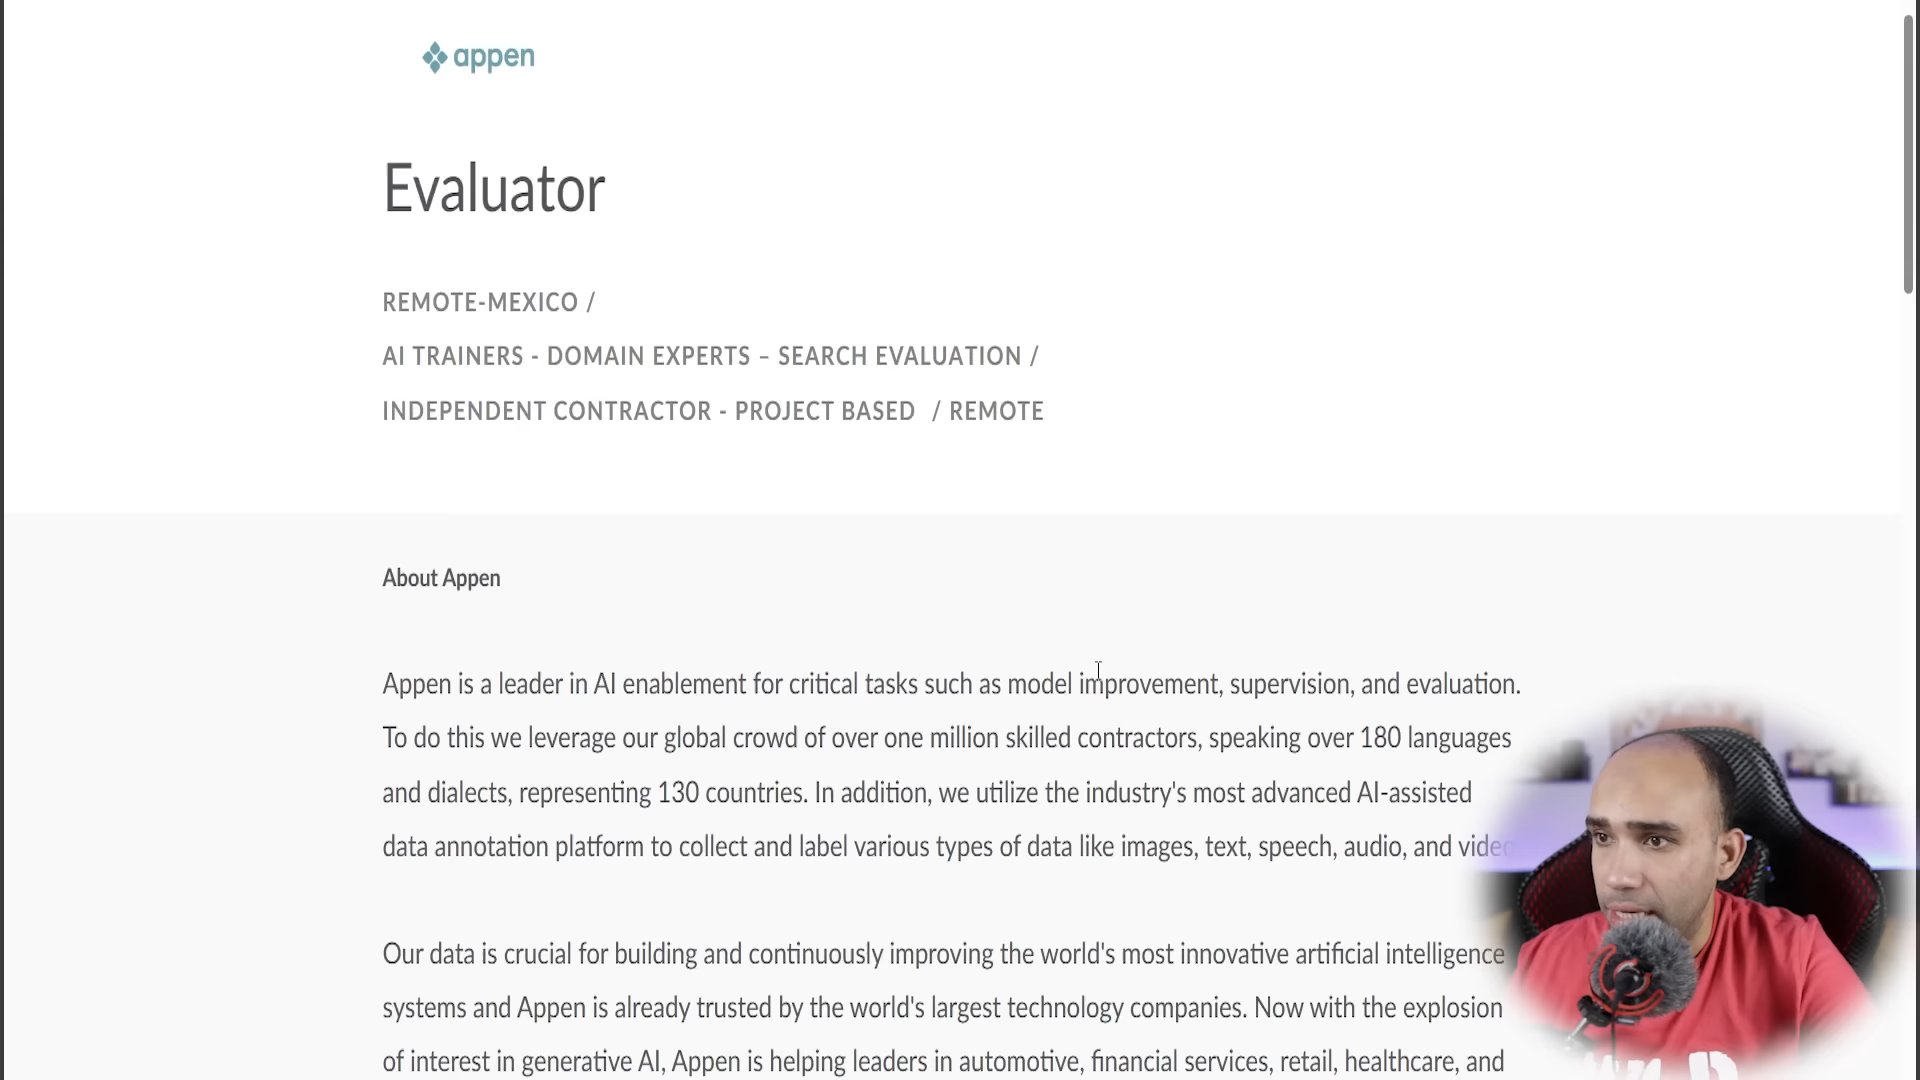 appen
Evaluator
REMOTE-MEXICO /
AI TRAINERS - DOMAIN EXPERTS – SEARCH EVALUATION /
INDEPENDENT CONTRACTOR - PROJECT BASED / REMOTE
About Appen
Appen is a leader in AI enablement for critical tasks such as model improvement, supervision, and evaluation.
To do this we leverage our global crowd of over one million skilled contractors, speaking over 180 languages
and dialects, representing 130 countries. In addition, we utilize the industry's most advanced AI-assisted
data annotation platform to collect and label various types of data like images, text, speech, audio, and video
Our data is crucial for building and continuously improving the world's most innovative artificial intelligence
systems and Appen is already trusted by the world's largest technology companies. Now with the explosion
of interest in generative AI, Appen is helping leaders in automotive, financial services, retail, healthcare, and